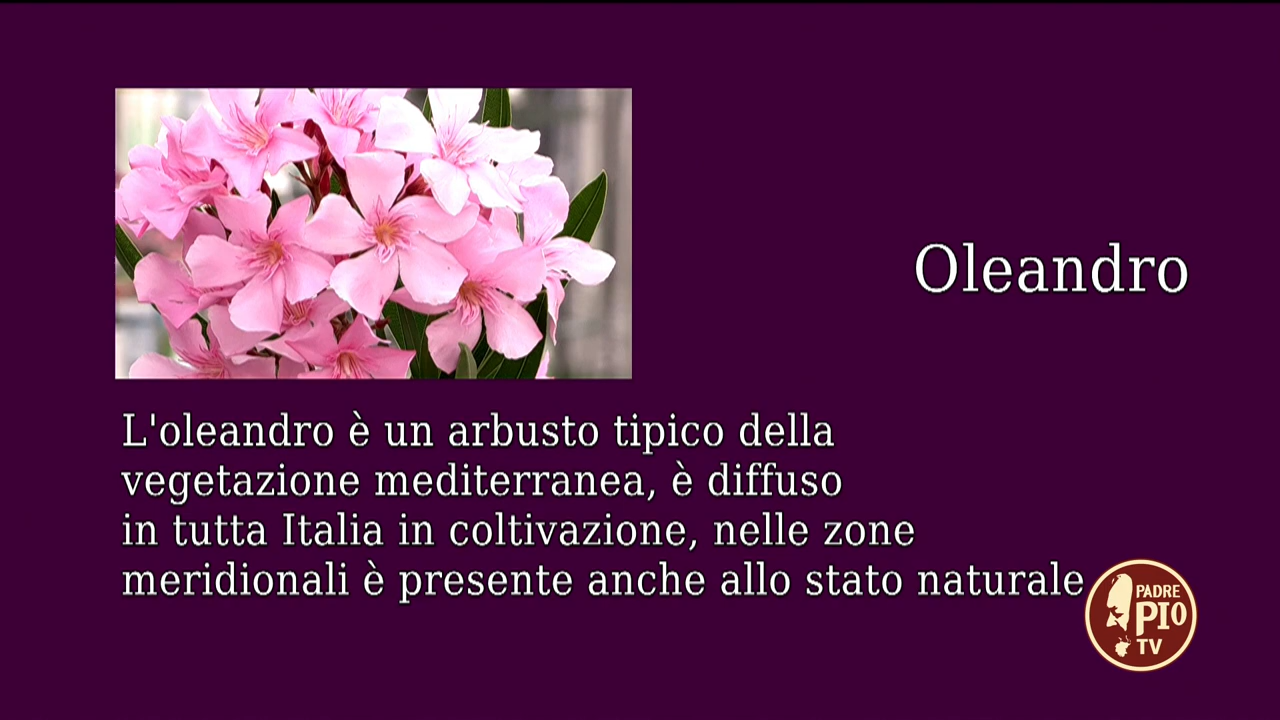 Oleandro
L'oleandro è un arbusto tipico della
vegetazione mediterranea, è diffuso
in tutta Italia in coltivazione, nelle zone
meridionali è presente anche allo stato naturale
PADRE
PIO
TV